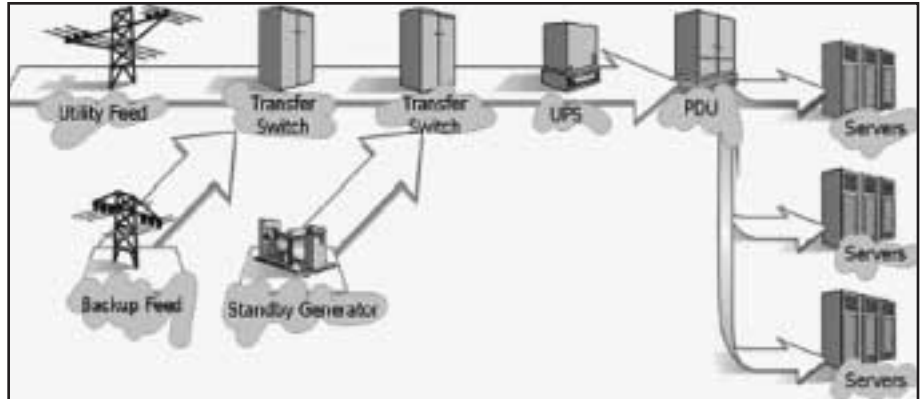 Utility Feed
Transfer
Switch
Transfer
Switch
UPS
PDU
Servers
Servers
Backup Feed
Standby Generator
Servers